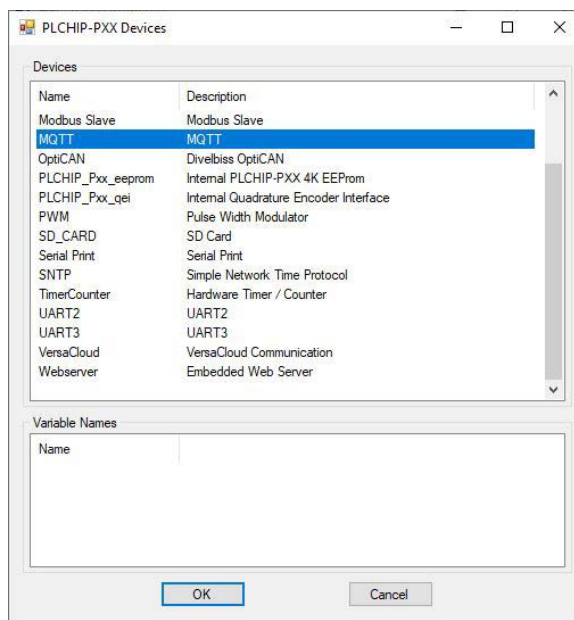 PLCHIP-PXX Devices
Devices
Name Description
Modbus Slave Modbus Slave
MQTT MQTT
OptiCAN Divelbiss OptiCAN
PLCHIP_Pxx_eeprom Internal PLCHIP-PXX 4K EEProm
PLCHIP_Pxx_qei Internal Quadrature Encoder Interface
PWM Pulse Width Modulator
SD_CARD SD Card
Serial Print Serial Print
SNTP Simple Network Time Protocol
TimerCounter Hardware Timer / Counter
UART2 UART2
UART3 UART3
VersaCloud VersaCloud Communication
Webserver Embedded Web Server
Variable Names
Name
OK Cancel